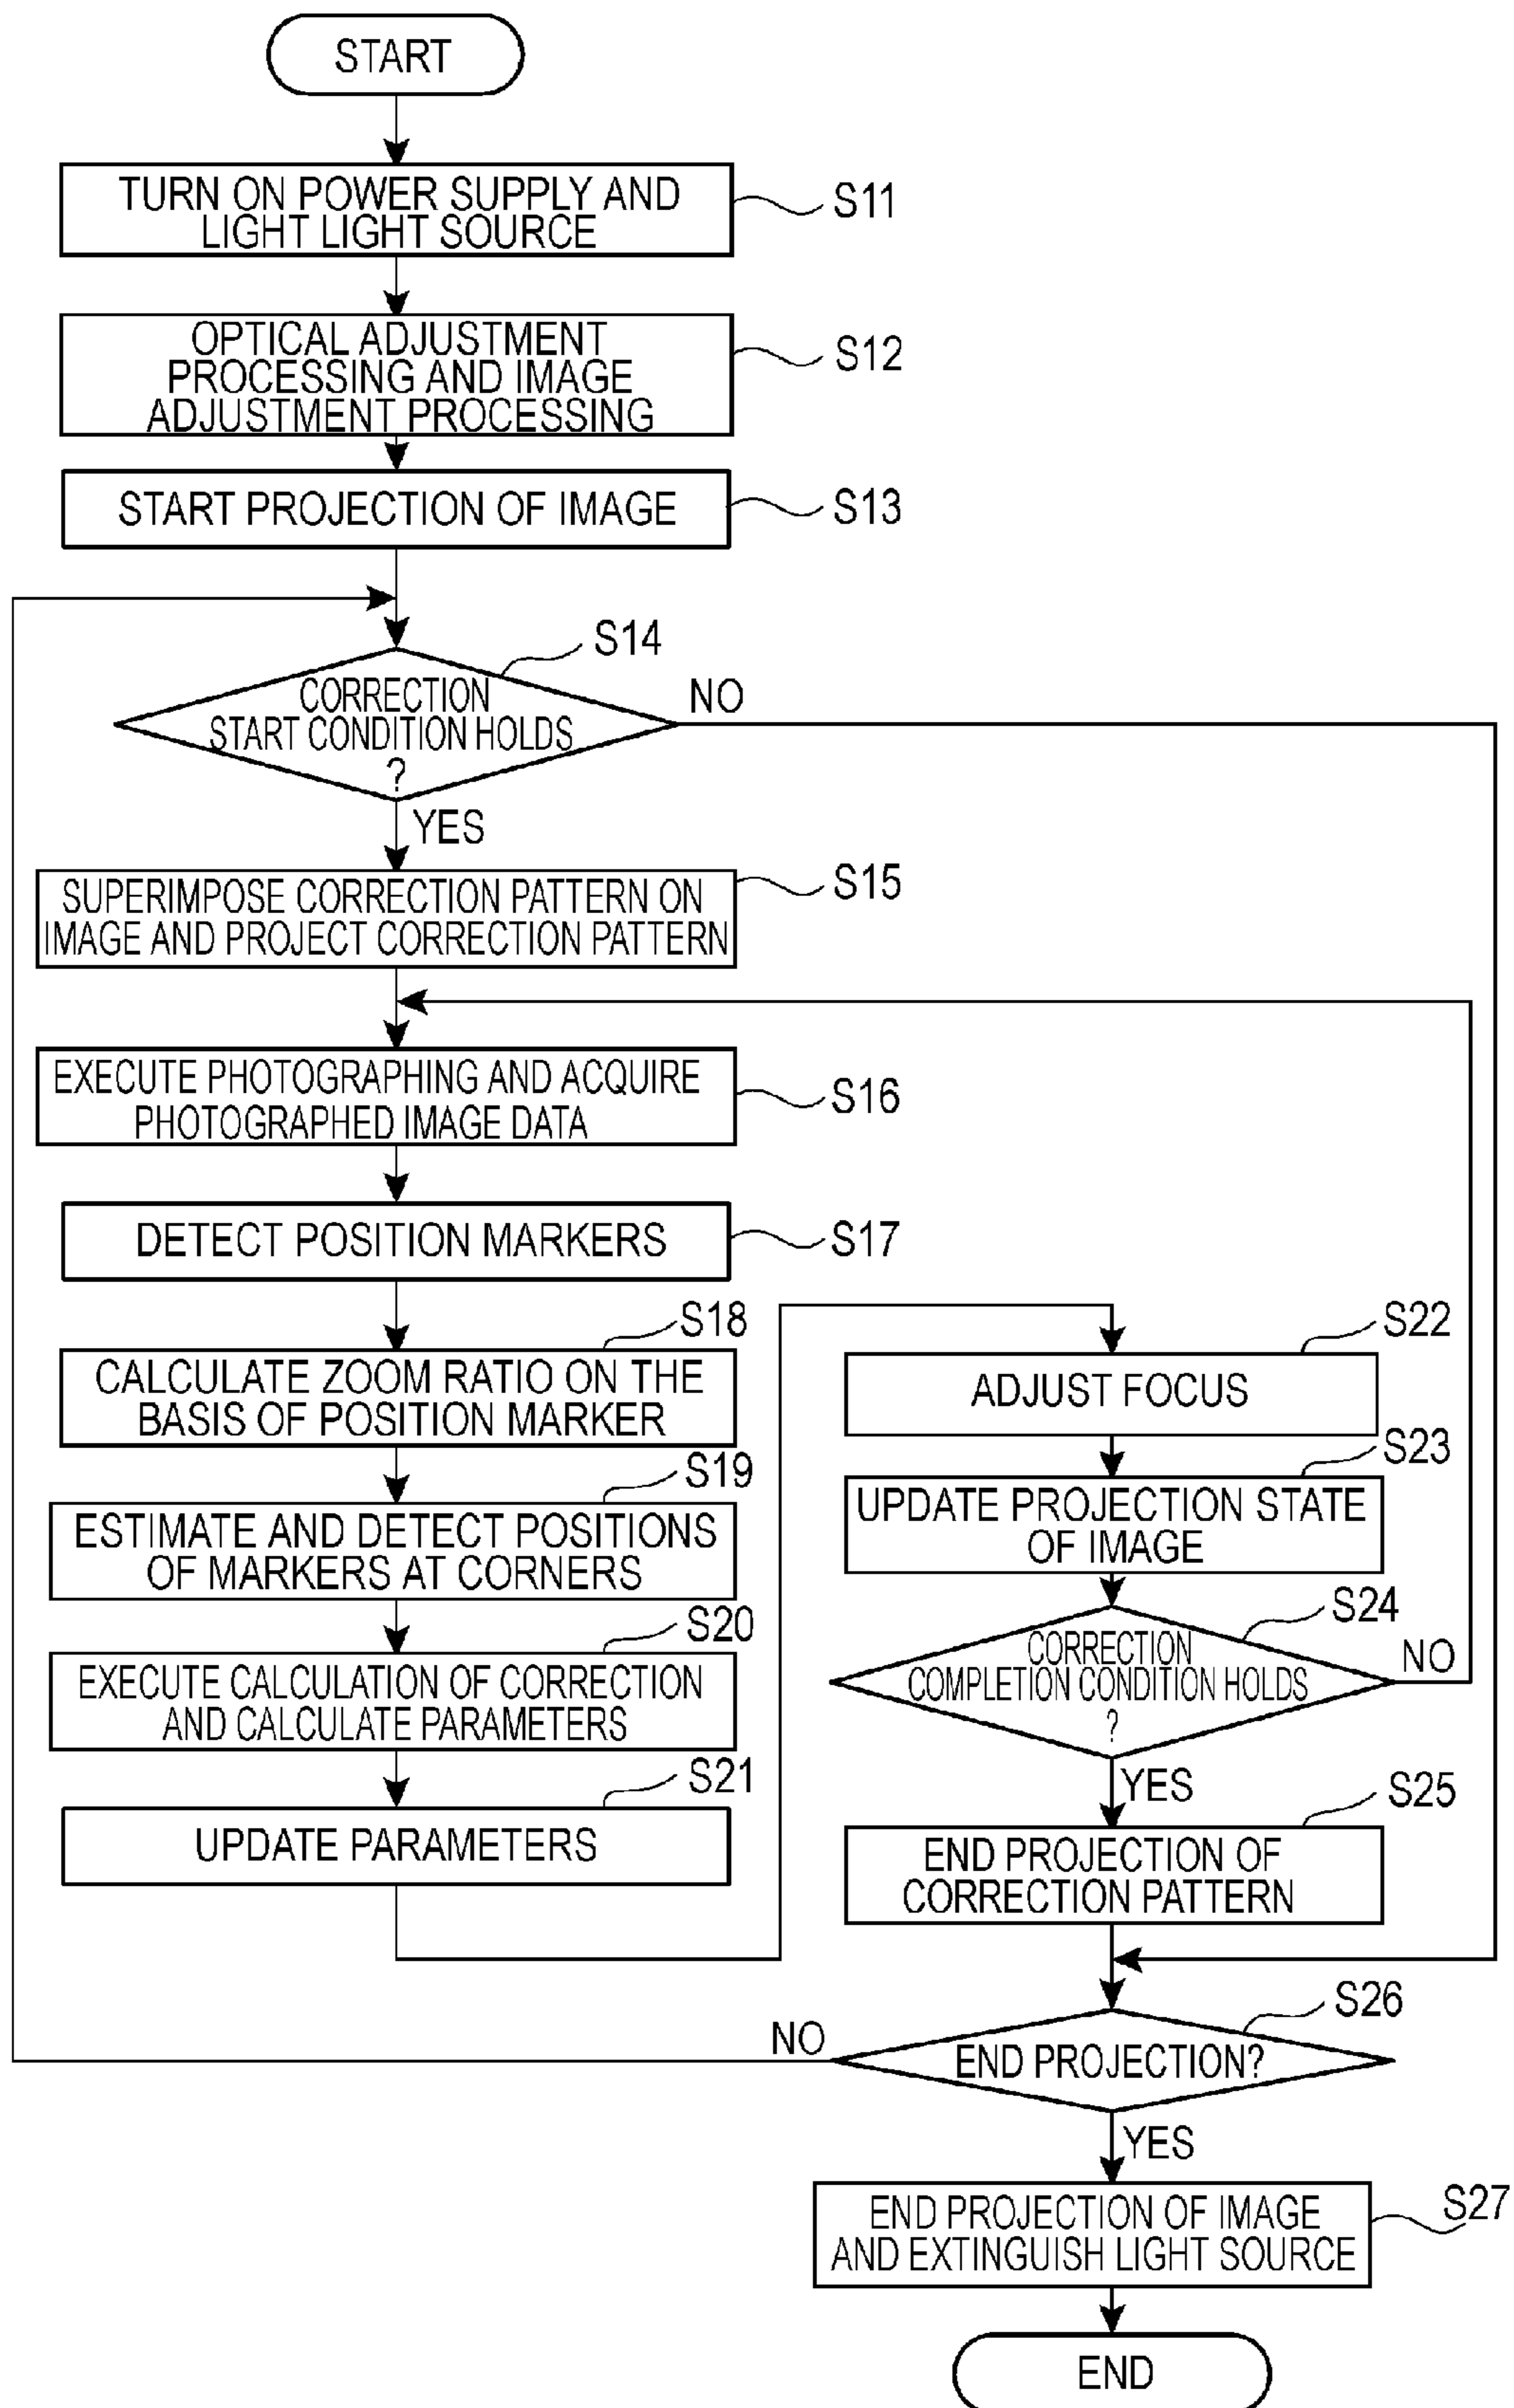 START
TURN ON POWER SUPPLY AND
LIGHT LIGHT SOURCE
S11
OPTICAL ADJUSTMENT
PROCESSING AND IMAGE
ADJUSTMENT PROCESSING
S12
START PROJECTION OF IMAGE
S13
S14
CORRECTION
START CONDITION HOLDS
?
NO
YES
SUPERIMPOSE CORRECTION PATTERN ON
IMAGE AND PROJECT CORRECTION PATTERN
S15
EXECUTE PHOTOGRAPHING AND ACQUIRE
PHOTOGRAPHED IMAGE DATA
S16
DETECT POSITION MARKERS
S17
S18
CALCULATE ZOOM RATIO ON THE
BASIS OF POSITION MARKER
S19
ESTIMATE AND DETECT POSITIONS
OF MARKERS AT CORNERS
S20
EXECUTE CALCULATION OF CORRECTION
AND CALCULATE PARAMETERS
S21
UPDATE PARAMETERS
S22
ADJUST FOCUS
S23
UPDATE PROJECTION STATE
OF IMAGE
S24
CORRECTION
COMPLETION CONDITION HOLDS
?
NO
YES
S25
END PROJECTION OF
CORRECTION PATTERN
S26
END PROJECTION?
NO
YES
S27
END PROJECTION OF IMAGE
AND EXTINGUISH LIGHT SOURCE
END